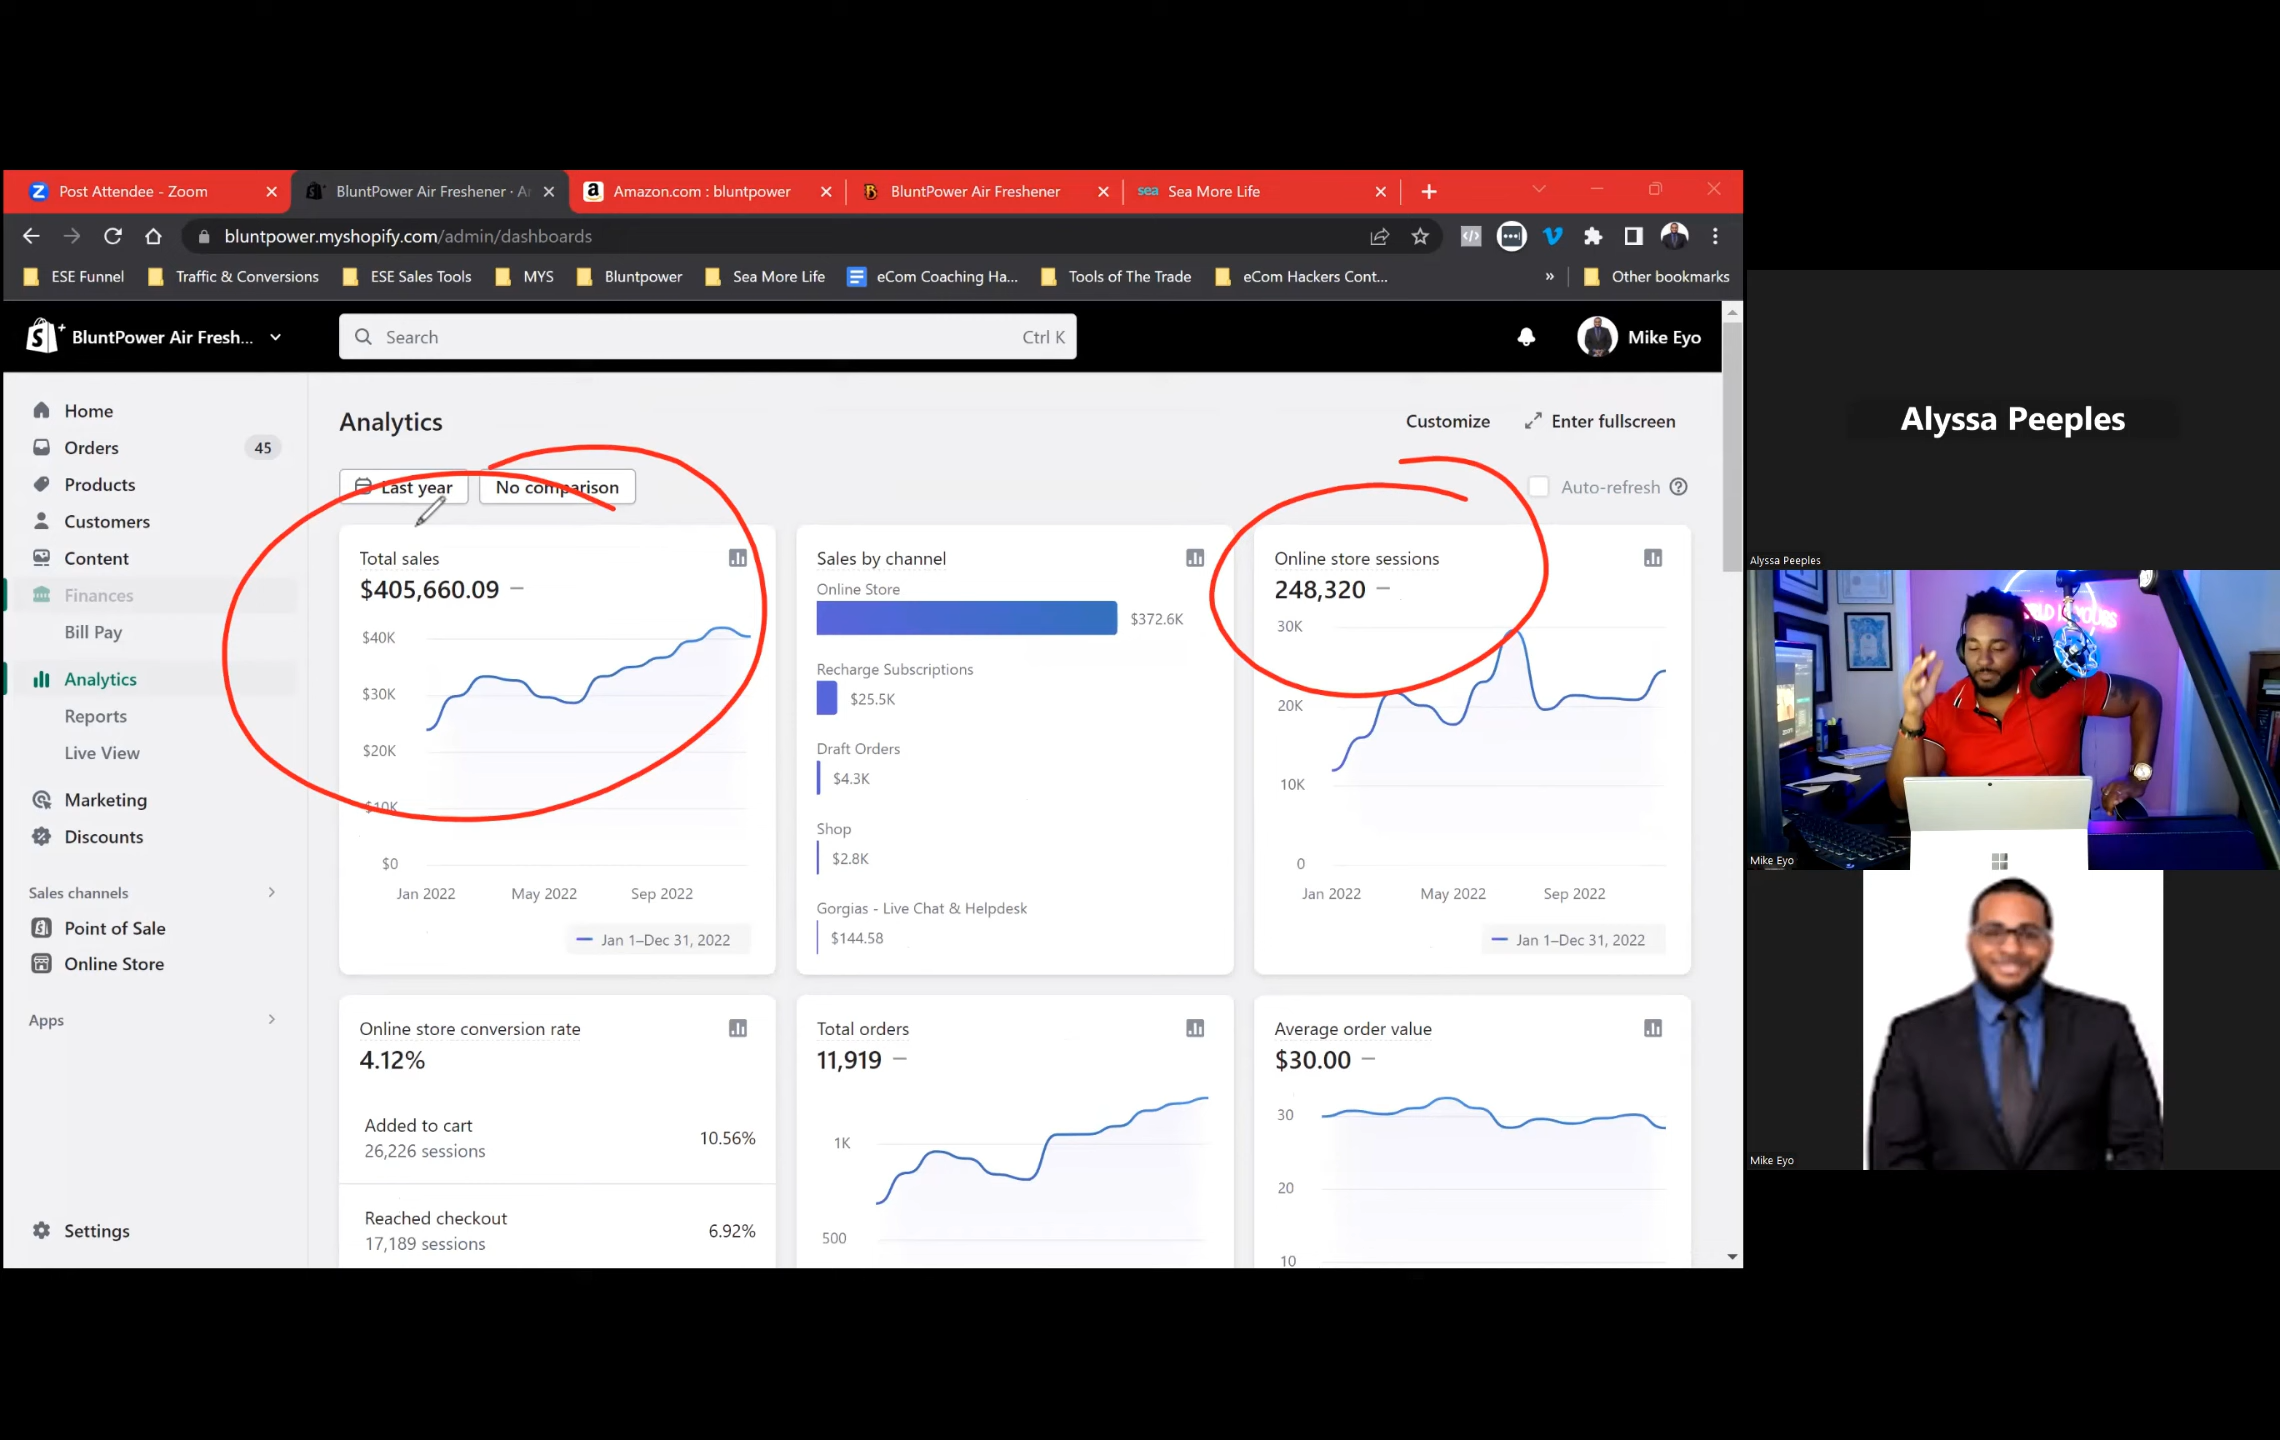 Post Attendee - Zoom
BluntPower Air Freshener · An
Amazon.com : bluntpower
BluntPower Air Freshener
sea Sea More Life
bluntpower.myshopify.com/admin/dashboards
ESE Funnel
Traffic & Conversions
ESE Sales Tools
MYS
Bluntpower
Sea More Life
eCom Coaching Ha...
Tools of The Trade
eCom Hackers Cont...
»
Other bookmarks
BluntPower Air Fresh...
Search
Ctrl K
Mike Eyo
Home
Orders 45
Products
Customers
Content
Finances
Bill Pay
Analytics
Reports
Live View
Marketing
Discounts
Sales channels
Point of Sale
Online Store
Apps
Settings
Analytics
Customize
Enter fullscreen
Last year
No comparison
Auto-refresh
Total sales
$405,660.09 —
$40K
$30K
$20K
$10K
$0
Jan 2022 May 2022 Sep 2022
Jan 1–Dec 31, 2022
Sales by channel
Online Store
$372.6K
Recharge Subscriptions
$25.5K
Draft Orders
$4.3K
Shop
$2.8K
Gorgias - Live Chat & Helpdesk
$144.58
Online store sessions
248,320 —
30K
20K
10K
0
Jan 2022 May 2022 Sep 2022
Jan 1–Dec 31, 2022
Online store conversion rate
4.12%
Added to cart
26,226 sessions
10.56%
Reached checkout
17,189 sessions
6.92%
Total orders
11,919 —
1K
500
Average order value
$30.00 —
30
20
10
Alyssa Peeples
Alyssa Peeples
Mike Eyo
Mike Eyo